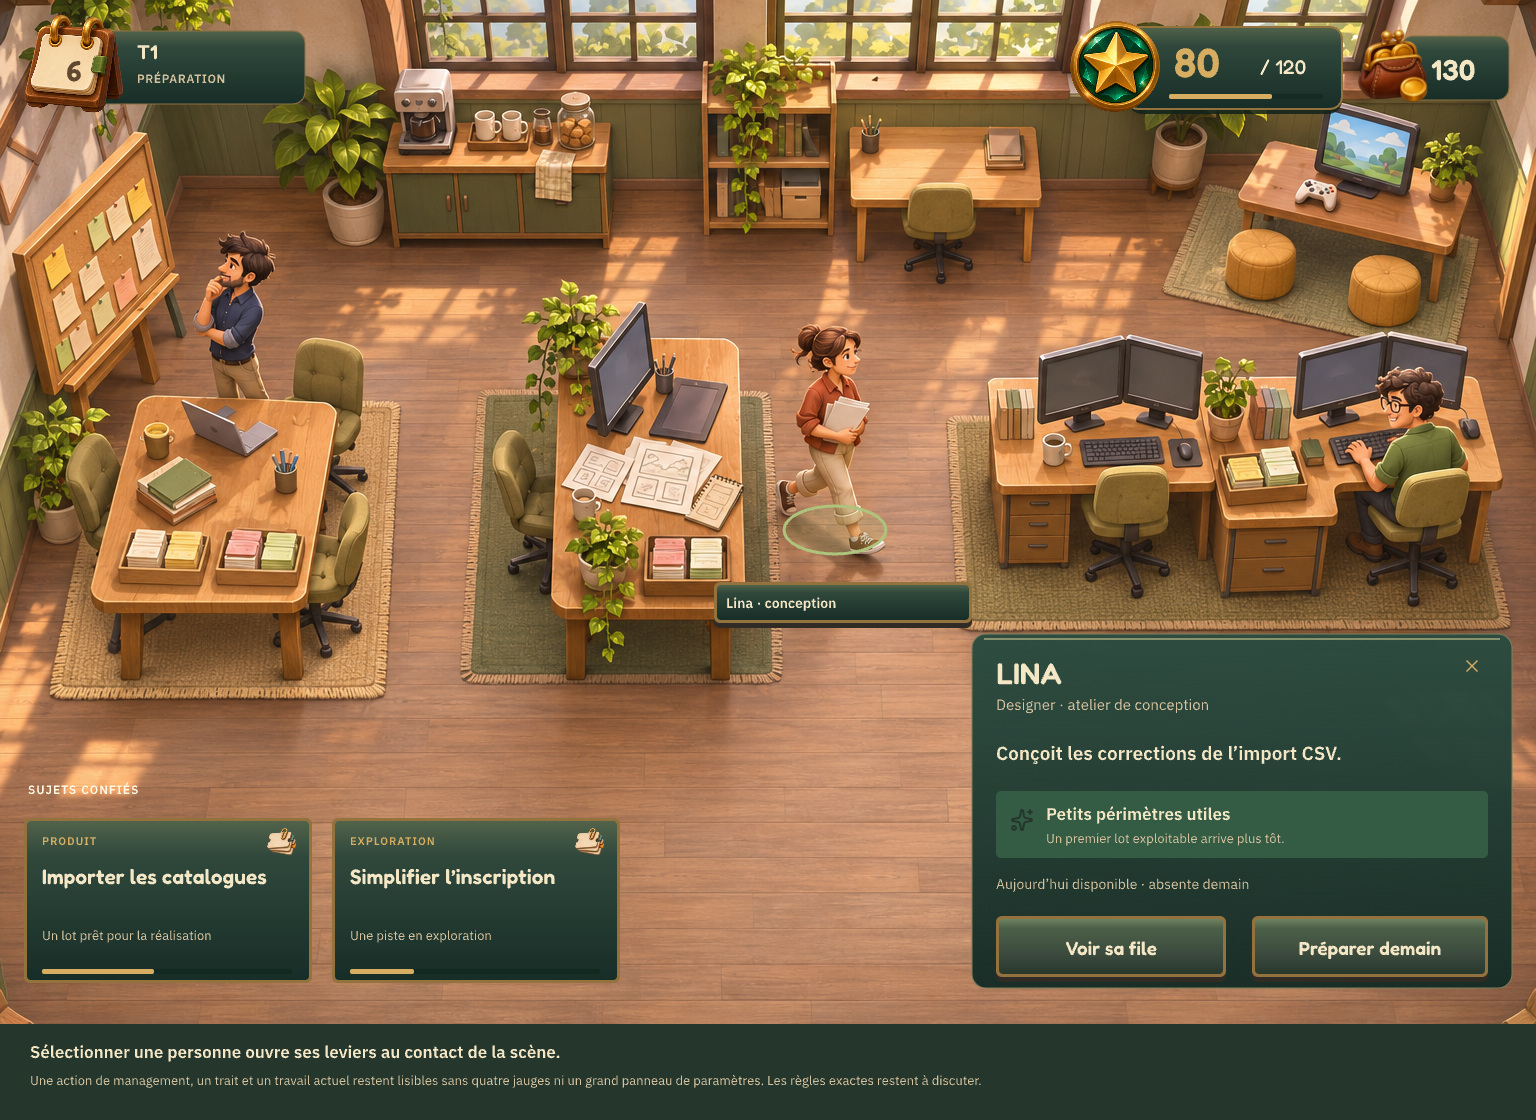 6
T1
PRÉPARATION
80 / 120
130
Lina · conception
LINA
Designer · atelier de conception
Conçoit les corrections de l’import CSV.
Petits périmètres utiles
Un premier lot exploitable arrive plus tôt.
Aujourd’hui disponible · absente demain
Voir sa file
Préparer demain
SUJETS CONFIÉS
PRODUIT
Importer les catalogues
Un lot prêt pour la réalisation
EXPLORATION
Simplifier l’inscription
Une piste en exploration
Sélectionner une personne ouvre ses leviers au contact de la scène.
Une action de management, un trait et un travail actuel restent lisibles sans quatre jauges ni un grand panneau de paramètres. Les règles exactes restent à discuter.